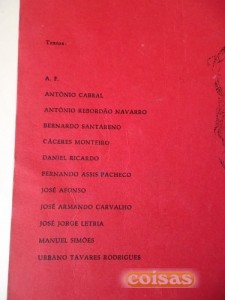 Textos:
A. P.
ANTÓNIO CABRAL
ANTÓNIO REBORDÃO NAVARRO
BERNARDO SANTARENO
CÁCERES MONTEIRO
DANIEL RICARDO
FERNANDO ASSIS PACHECO
JOSÉ AFONSO
JOSÉ ARMANDO CARVALHO
JOSÉ JORGE LETRIA
MANUEL SIMÕES
URBANO TAVARES RODRIGUES
coisas